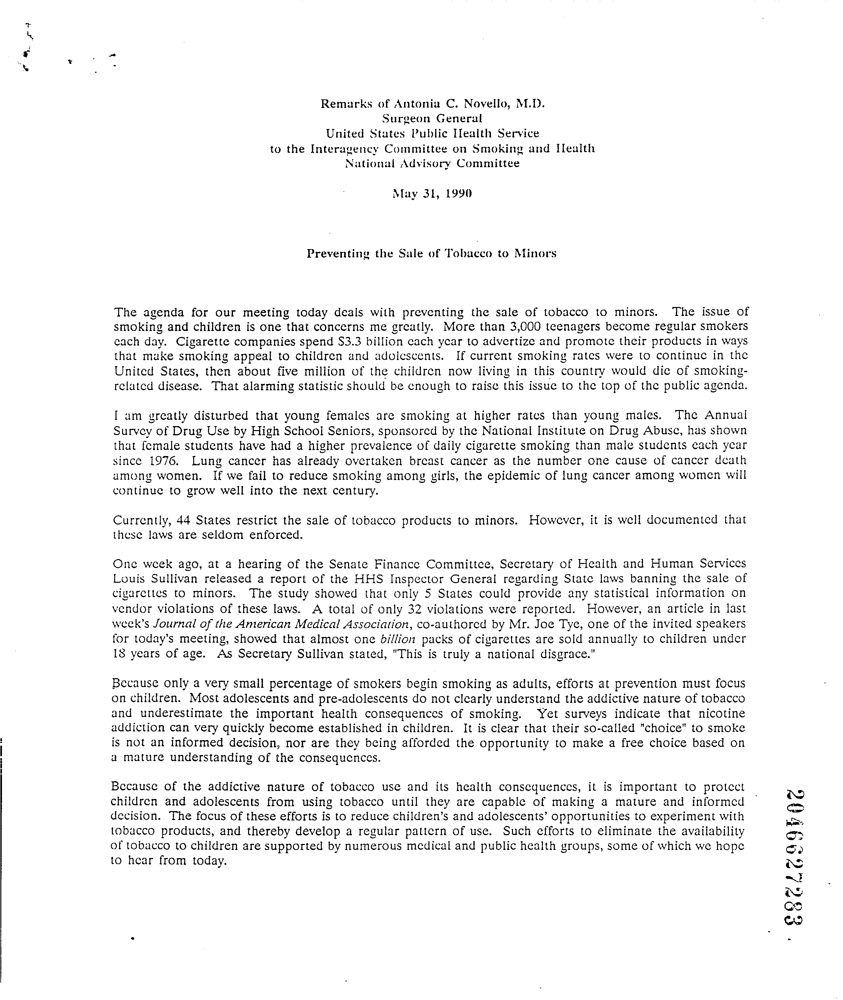 Remarks of Antonia C. Novello, M.D.
Surgeon General
United States Public Health Service
to the Interagency Committee on Smoking and Health
National Advisory Committee
May 31, 1990
Preventing the Sale of Tobacco to Minors
The agenda for our meeting today deals with preventing the sale of tobacco to minors. The issue of
smoking and children is one that concerns me greatly. More than 3,000 teenagers become regular smokers
each day. Cigarette companies spend $3.3 billion each year to advertize and promote their products in ways
that make smoking appeal to children and adolescents. If current smoking rates were to continue in the
United States, then about five million of the children now living in this country would die of smoking-
related disease. That alarming statistic should be enough to raise this issue to the top of the public agenda.
I am greatly disturbed that young females are smoking at higher rates than young males. The Annual
Survey of Drug Use by High School Seniors, sponsored by the National Institute on Drug Abuse, has shown
that female students have had a higher prevalence of daily cigarette smoking than male students each year
since 1976. Lung cancer has already overtaken breast cancer as the number one cause of cancer death
among women. If we fail to reduce smoking among girls, the epidemic of lung cancer among women will
continue to grow well into the next century.
Currently, 44 States restrict the sale of tobacco products to minors. However, it is well documented that
these laws are seldom enforced.
One week ago, at a hearing of the Senate Finance Committee, Secretary of Health and Human Services
Louis Sullivan released a report of the HHS Inspector General regarding State laws banning the sale of
cigarettes to minors. The study showed that only 5 States could provide any statistical information on
vendor violations of these laws. A total of only 32 violations were reported. However, an article in last
week's Journal of the American Medical Association, co-authored by Mr. Joe Tye, one of the invited speakers
for today's meeting, showed that almost one billion packs of cigarettes are sold annually to children under
18 years of age. As Secretary Sullivan stated, "This is truly a national disgrace."
Because only a very small percentage of smokers begin smoking as adults, efforts at prevention must focus
on children. Most adolescents and pre-adolescents do not clearly understand the addictive nature of tobacco
and underestimate the important health consequences of smoking. Yet surveys indicate that nicotine
addiction can very quickly become established in children. It is clear that their so-called "choice" to smoke
is not an informed decision, nor are they being afforded the opportunity to make a free choice based on
a mature understanding of the consequences.
Because of the addictive nature of tobacco use and its health consequences, it is important to protect
children and adolescents from using tobacco until they are capable of making a mature and informed
decision. The focus of these efforts is to reduce children's and adolescents' opportunities to experiment with
tobacco products, and thereby develop a regular pattern of use. Such efforts to eliminate the availability
of tobacco to children are supported by numerous medical and public health groups, some of which we hope
to hear from today.
2046627283